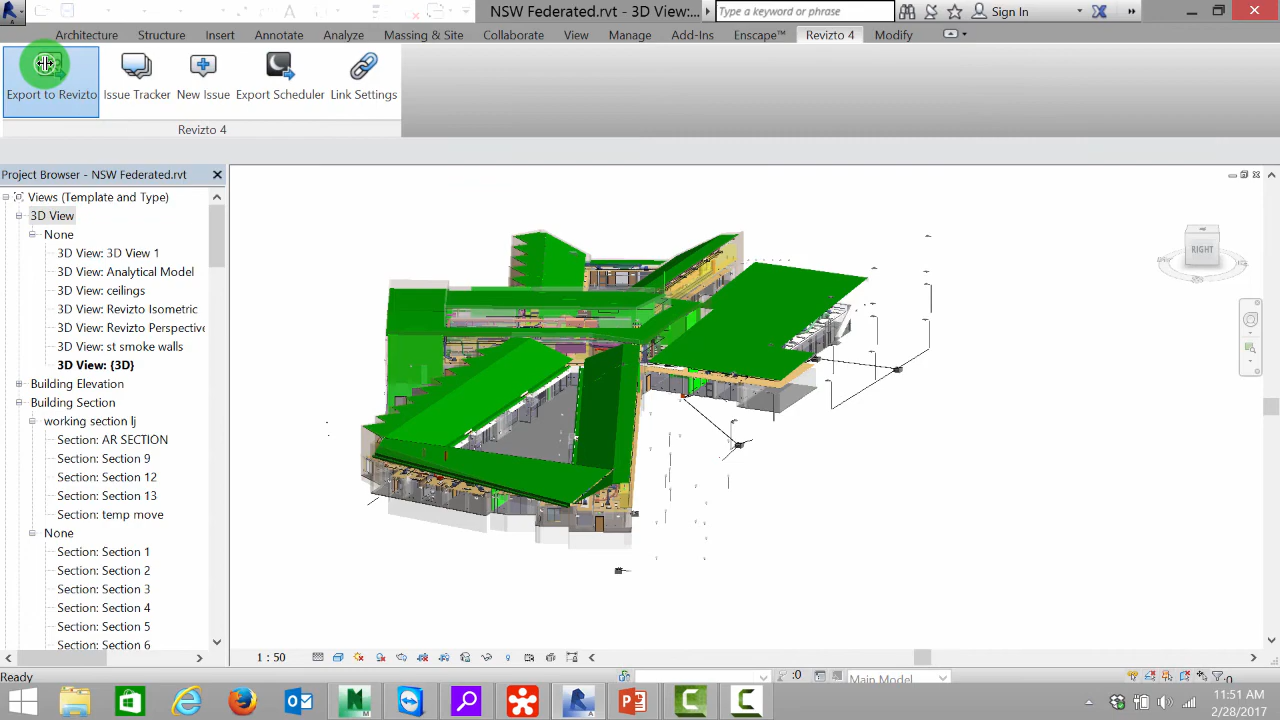 NSW Federated.rvt - 3D View:... Type a keyword or phrase Sign In
Architecture Structure Insert Annotate Analyze Massing & Site Collaborate View Manage Add-Ins Enscape™ Revizto 4 Modify
Export to Revizto Issue Tracker New Issue Export Scheduler Link Settings
Revizto 4
Project Browser - NSW Federated.rvt
Views (Template and Type)
3D View
None
3D View: 3D View 1
3D View: Analytical Model
3D View: ceilings
3D View: Revizto Isometric
3D View: Revizto Perspective
3D View: st smoke walls
3D View: {3D}
Building Elevation
Building Section
working section lj
Section: AR SECTION
Section: Section 9
Section: Section 12
Section: Section 13
Section: temp move
None
Section: Section 1
Section: Section 2
Section: Section 3
Section: Section 4
Section: Section 5
Section: Section 6
RIGHT
1 : 50
Ready
:0
Main Model
:0
11:51 AM
2/28/2017